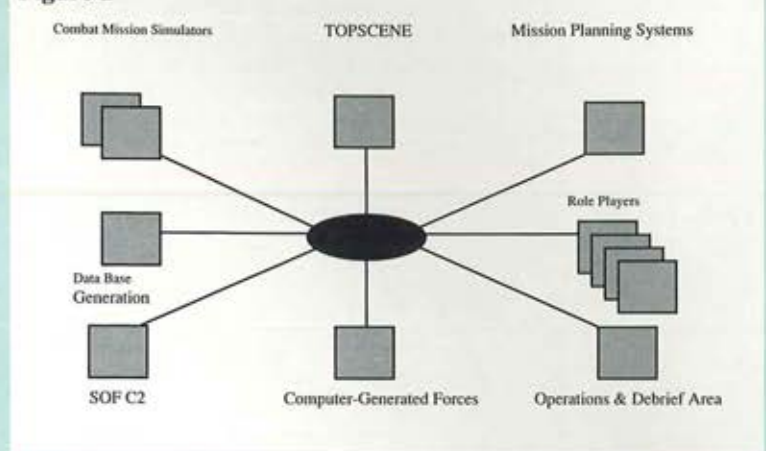 Combat Mission Simulators
TOPSCENE
Mission Planning Systems
Role Players
Data Base
Generation
SOF C2
Computer-Generated Forces
Operations & Debrief Area